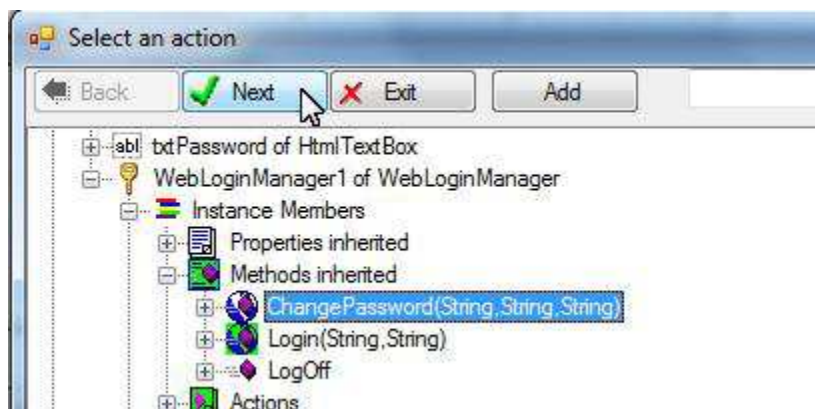 Select an action
Back Next Exit Add
abl txtPassword of HtmlTextBox
WebLoginManager1 of WebLoginManager
Instance Members
Properties inherited
Methods inherited
ChangePassword(String,String,String)
Login(String,String)
LogOff
Actions